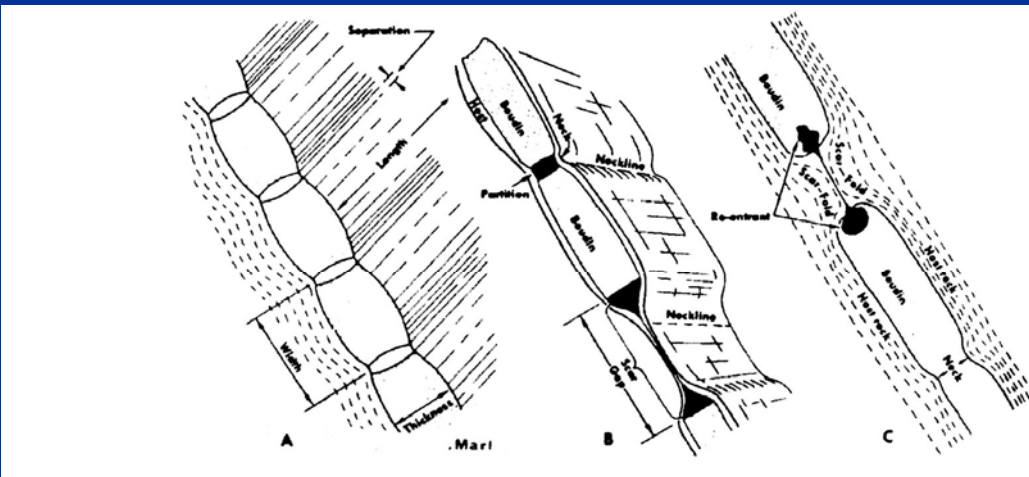 Separation
Length
Width
Thickness
A
.Marl
Host
Boudin
Neck
Neckline
Partition
Boudin
Neckline
Scar
Gap
B
Boudin
Scar-Fold
Scar Fold
Re-entrant
Boudin
Host rock
Host rock
Neck
C